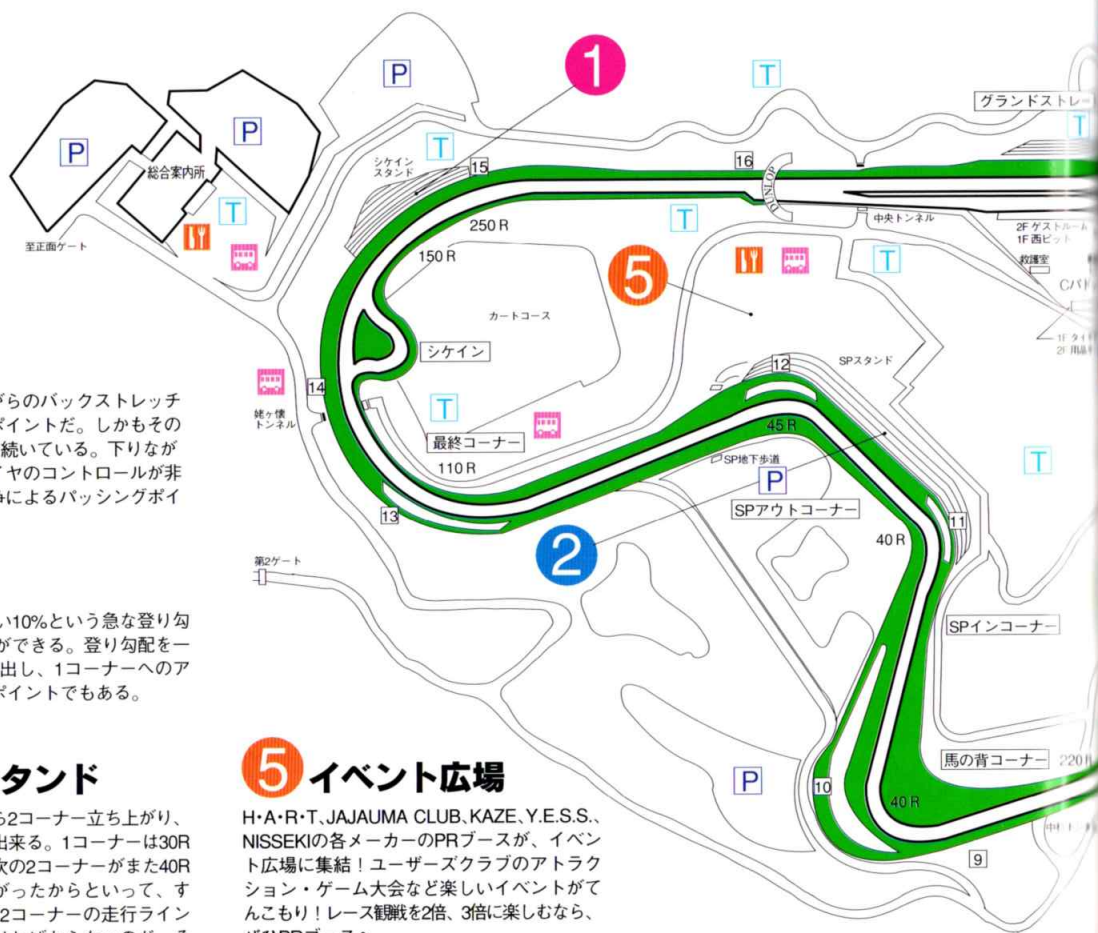 1
P
T
グランドストレー
T
P
P
総合案内所
T
シケイン
スタンド
T
15
16
DUNLOP
至正面ゲート
250 R
150 R
T
中央トンネル
2F ゲストルーム
1F 西ピット
救護室
T
5
カートコース
シケイン
SPスタンド
12
14
姥ヶ懐
トンネル
T
最終コーナー
110 R
45 R
SP地下歩道
P
SPアウトコーナー
T
13
11
40 R
2
第2ゲート
SPインコーナー
馬の背コーナー
220
P
10
40 R
9
がらのバックストレッチ
ポイントだ。しかもその
続いている。下りなが
イヤのコントロールが非
によるパッシングポイ
い10%という急な登り勾
ができる。登り勾配を一
出し、1コーナーへのア
ポイントでもある。
タンド
2コーナー立ち上がり、
出来る。1コーナーは30R
次の2コーナーがまた40R
がったからといって、す
2コーナーの走行ライン
5 イベント広場
H・A・R・T、JAJAUMA CLUB、KAZE、Y.E.S.S.、
NISSEKIの各メーカーのPRブースが、イベン
ト広場に集結！ユーザーズクラブのアトラク
ション・ゲーム大会など楽しいイベントがて
んこもり！レース観戦を2倍、3倍に楽しむなら、